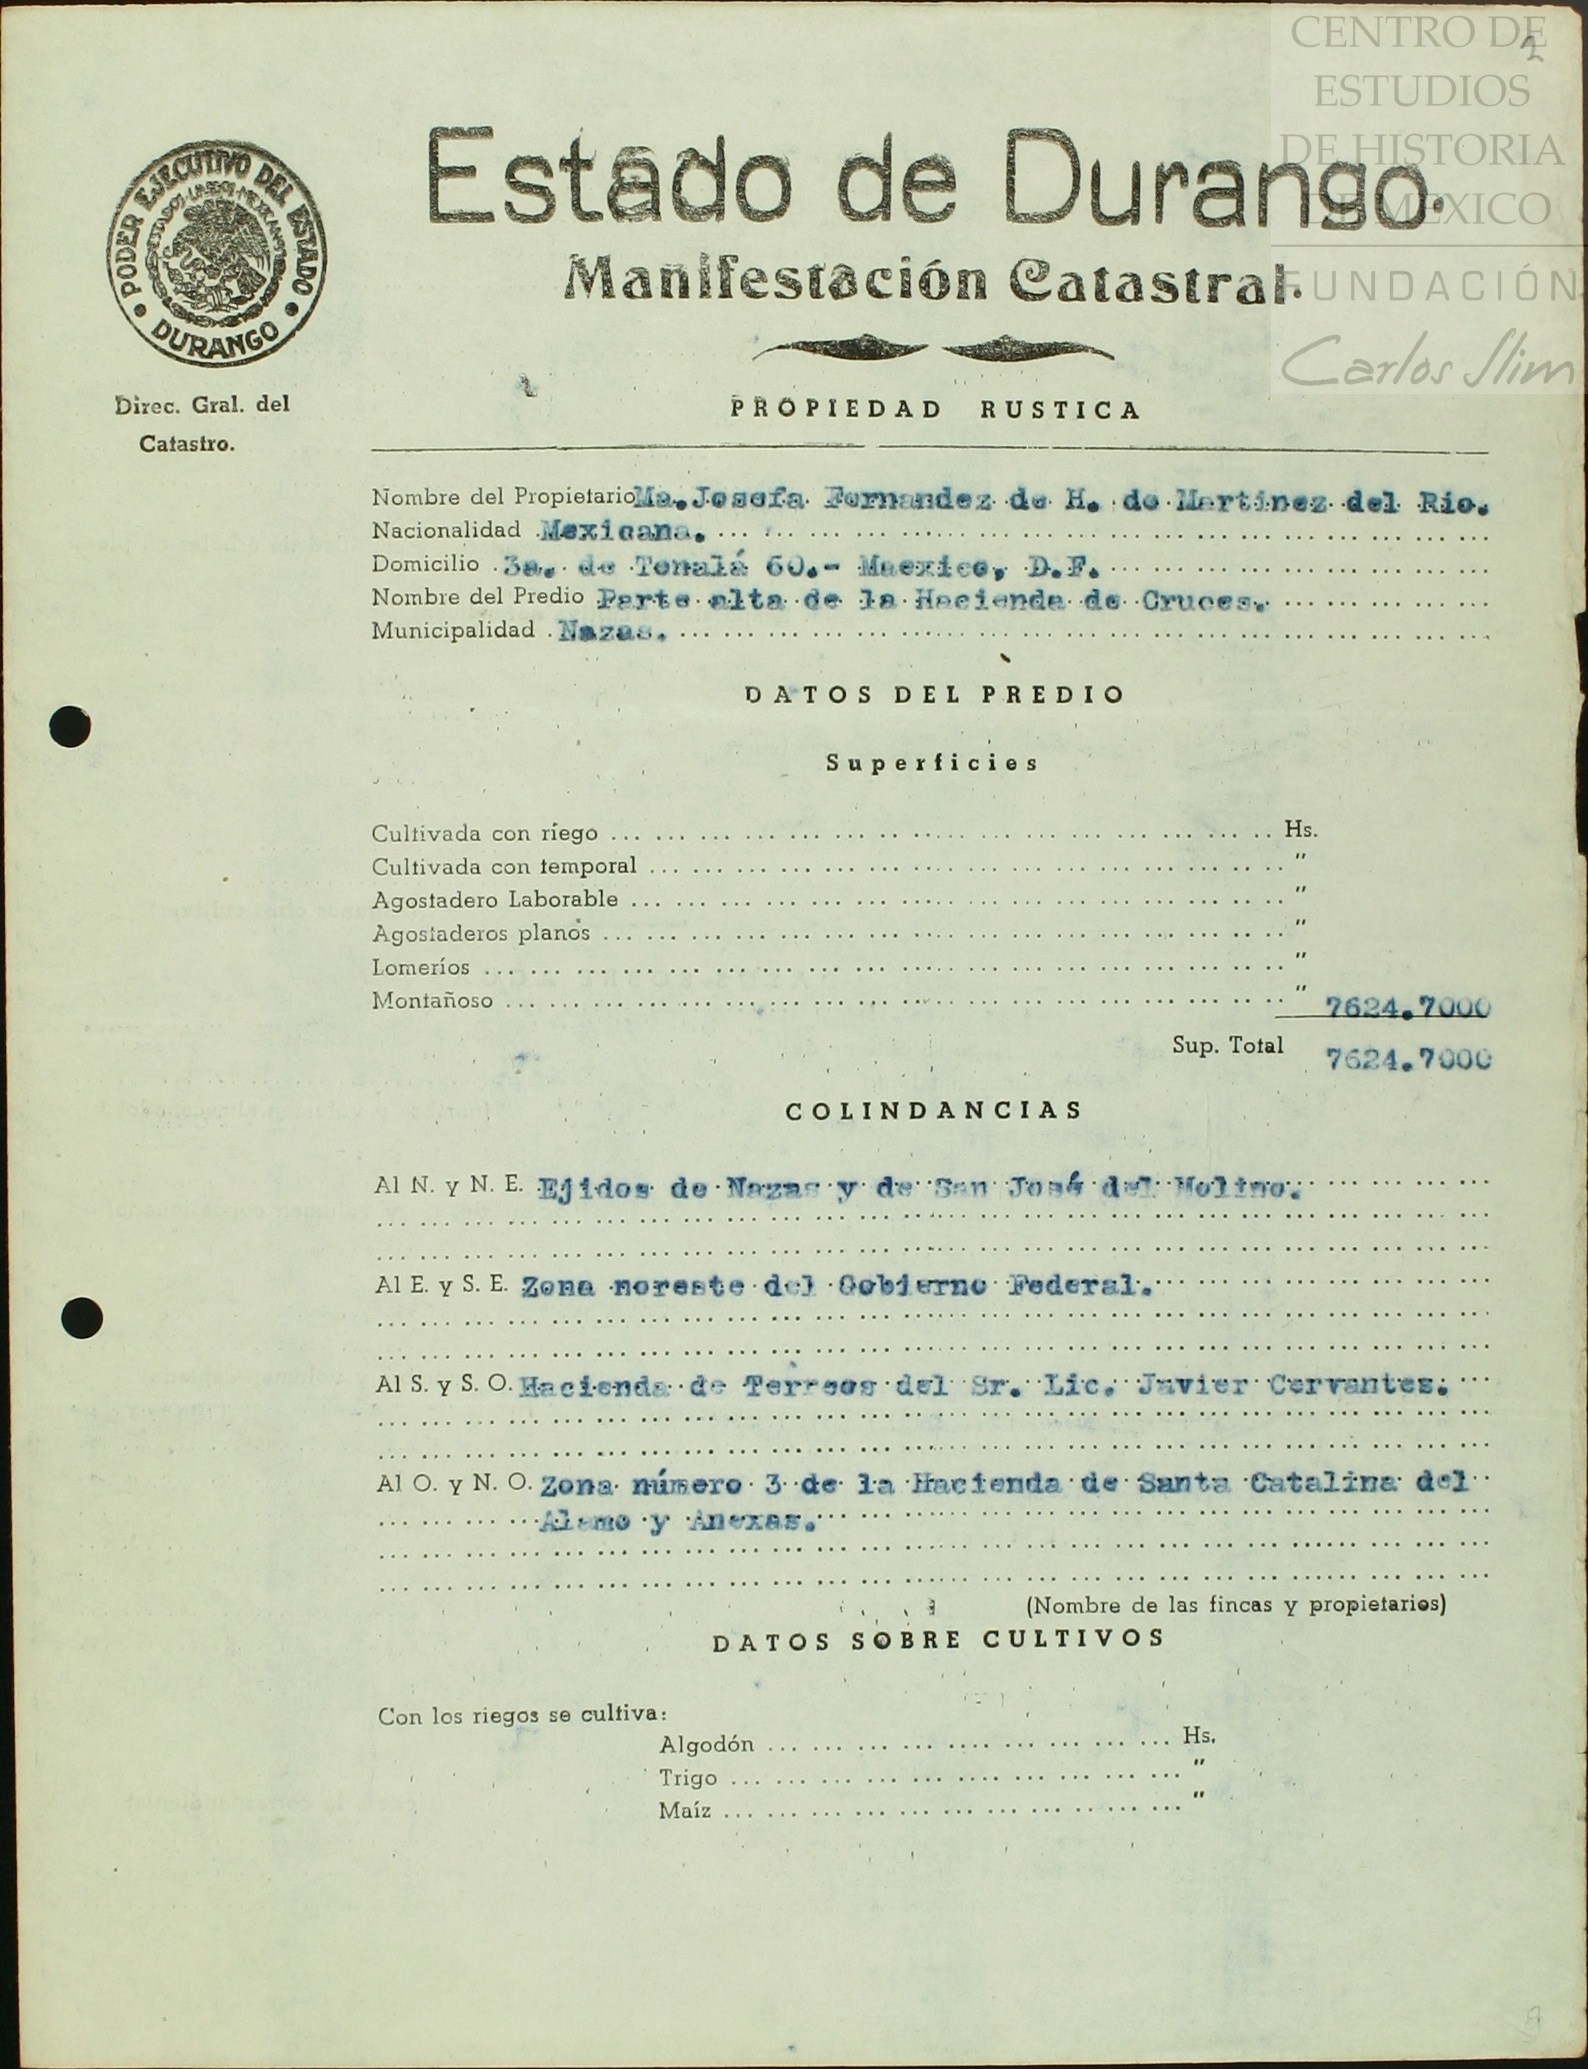 CENTRO DE
ESTUDIOS
DE HISTORIA
DE MÉXICO
FUNDACIÓN
Carlos Slim
2
PODER EJECUTIVO DEL ESTADO
ESTADOS UNIDOS MEXICANOS
DURANGO
Estado de Durango.
Manifestación Catastral.
Direc. Gral. del
Catastro.
PROPIEDAD RUSTICA
Nombre del Propietario Ma. Josefa Fernandez de H. de Martinez del Rio.
Nacionalidad Mexicana.
Domicilio 3a. de Tonalá 60.- Maexico, D.F.
Nombre del Predio Parte alta de la Hacienda de Cruces.
Municipalidad Nazas.
DATOS DEL PREDIO
Superficies
Cultivada con riego Hs.
Cultivada con temporal "
Agostadero Laborable "
Agostaderos planos "
Lomeríos "
Montañoso " 7624.7000
Sup. Total 7624.7000
COLINDANCIAS
Al N. y N. E. Ejidos de Nazas y de San José del Molino.
Al E. y S. E. Zona noreste del Gobierno Federal.
Al S. y S. O. Hacienda de Terreos del Sr. Lic. Javier Cervantes.
Al O. y N. O. Zona número 3 de la Hacienda de Santa Catalina del
Alamo y Anexas.
(Nombre de las fincas y propietarios)
DATOS SOBRE CULTIVOS
Con los riegos se cultiva:
Algodón Hs.
Trigo "
Maíz "